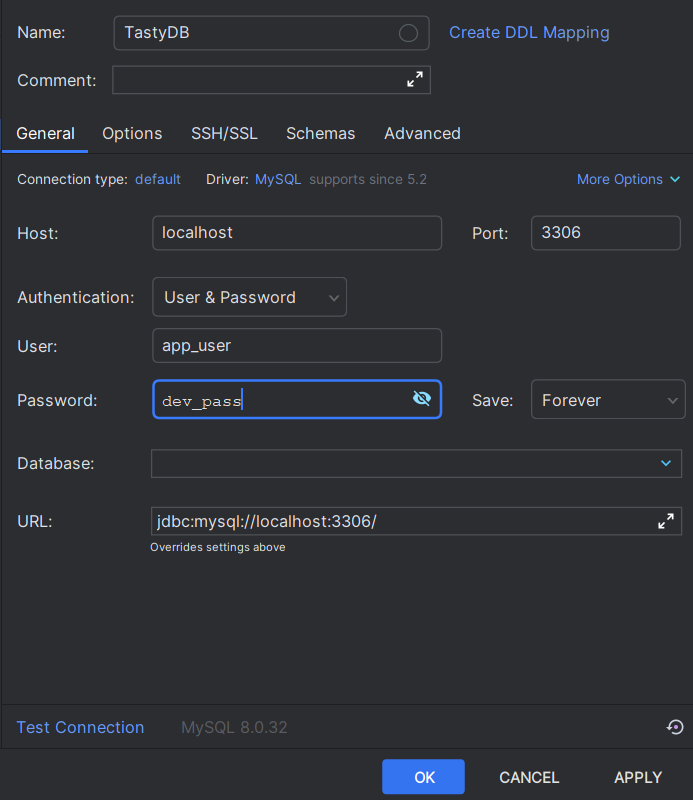 Name: TastyDB Create DDL Mapping
Comment:
General Options SSH/SSL Schemas Advanced
Connection type: default Driver: MySQL supports since 5.2 More Options
Host: localhost Port: 3306
Authentication: User & Password
User: app_user
Password: dev_pass Save: Forever
Database:
URL: jdbc:mysql://localhost:3306/
Overrides settings above
Test Connection MySQL 8.0.32
OK CANCEL APPLY